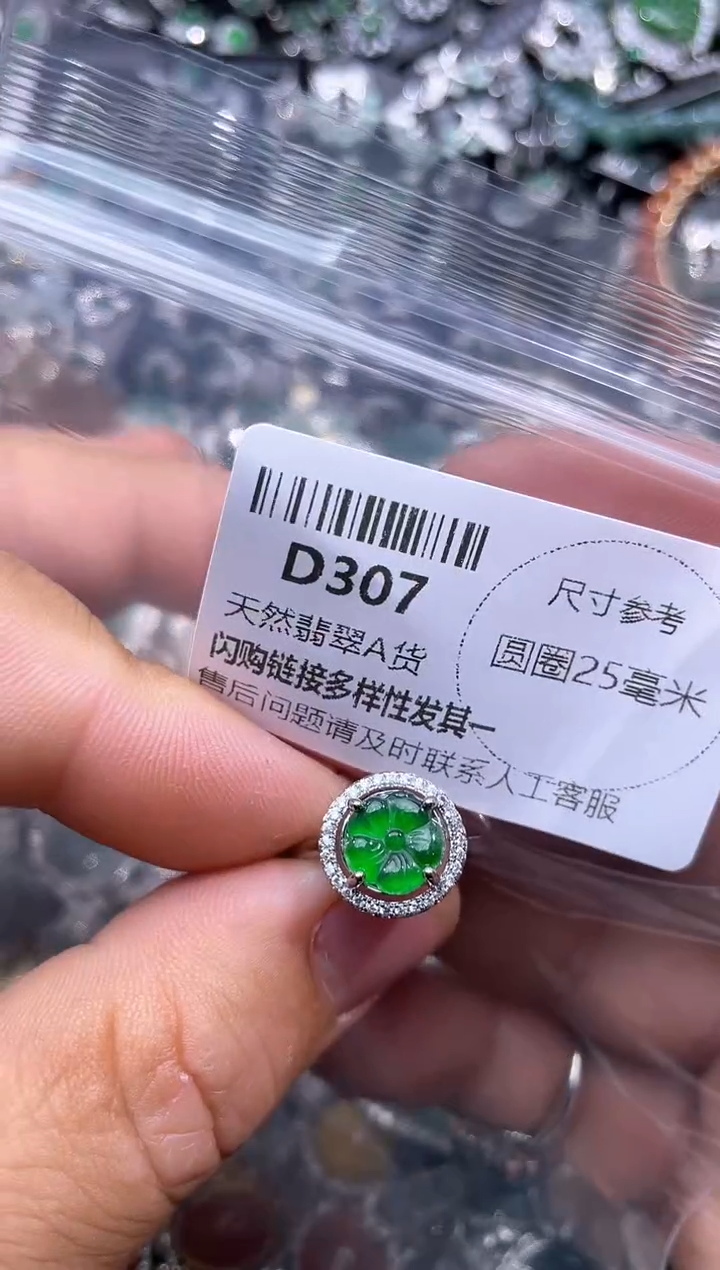 D307
天然翡翠A货
闪购链接多样性发其一
售后问题请及时联系人工客服
尺寸参考
圆圈25毫米